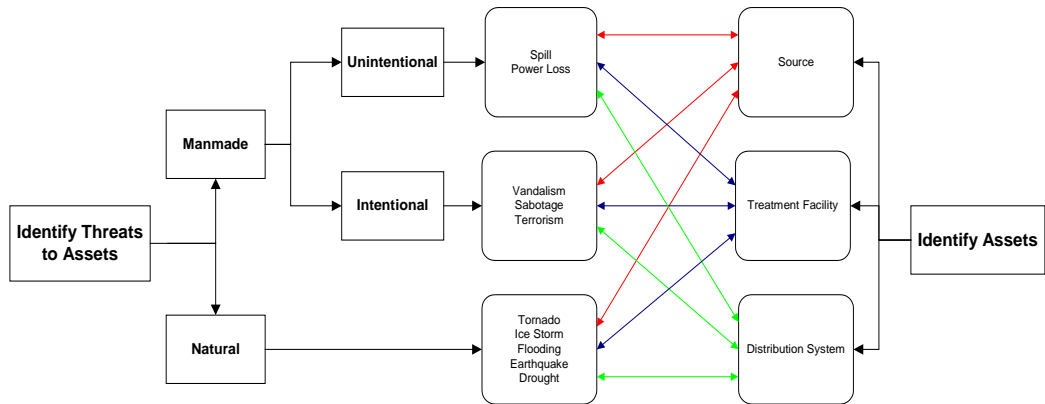 Identify Threats
to Assets
Manmade
Natural
Unintentional
Intentional
Spill
Power Loss
Vandalism
Sabotage
Terrorism
Tornado
Ice Storm
Flooding
Earthquake
Drought
Source
Treatment Facility
Distribution System
Identify Assets